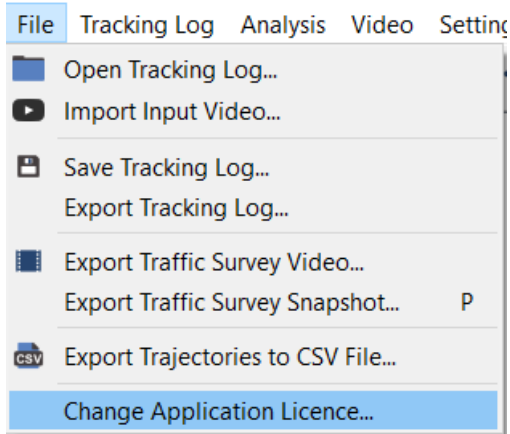 File Tracking Log Analysis Video Setting
Open Tracking Log...
Import Input Video...
Save Tracking Log...
Export Tracking Log...
Export Traffic Survey Video...
Export Traffic Survey Snapshot... P
CSV Export Trajectories to CSV File...
Change Application Licence...